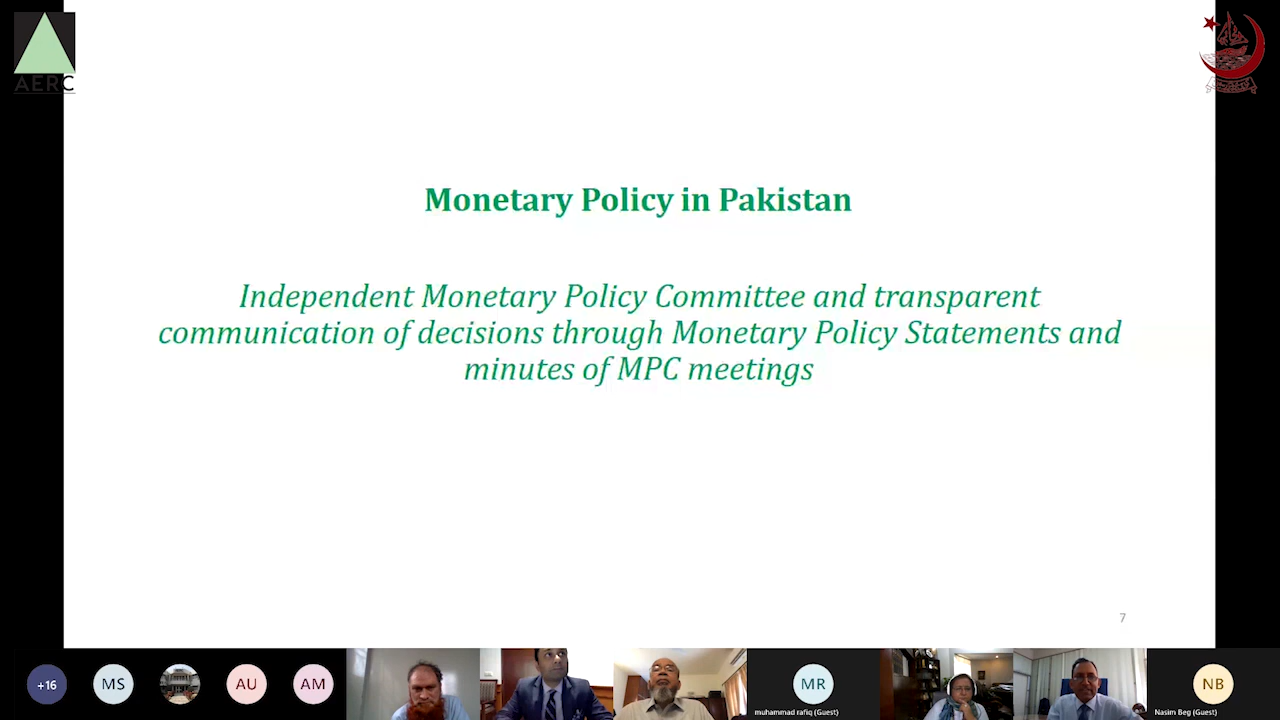 AERC
Monetary Policy in Pakistan
Independent Monetary Policy Committee and transparent
communication of decisions through Monetary Policy Statements and
minutes of MPC meetings
7
+16
MS
AU
AM
MR
muhammad rafiq (Guest)
NB
Nasim Beg (Guest)